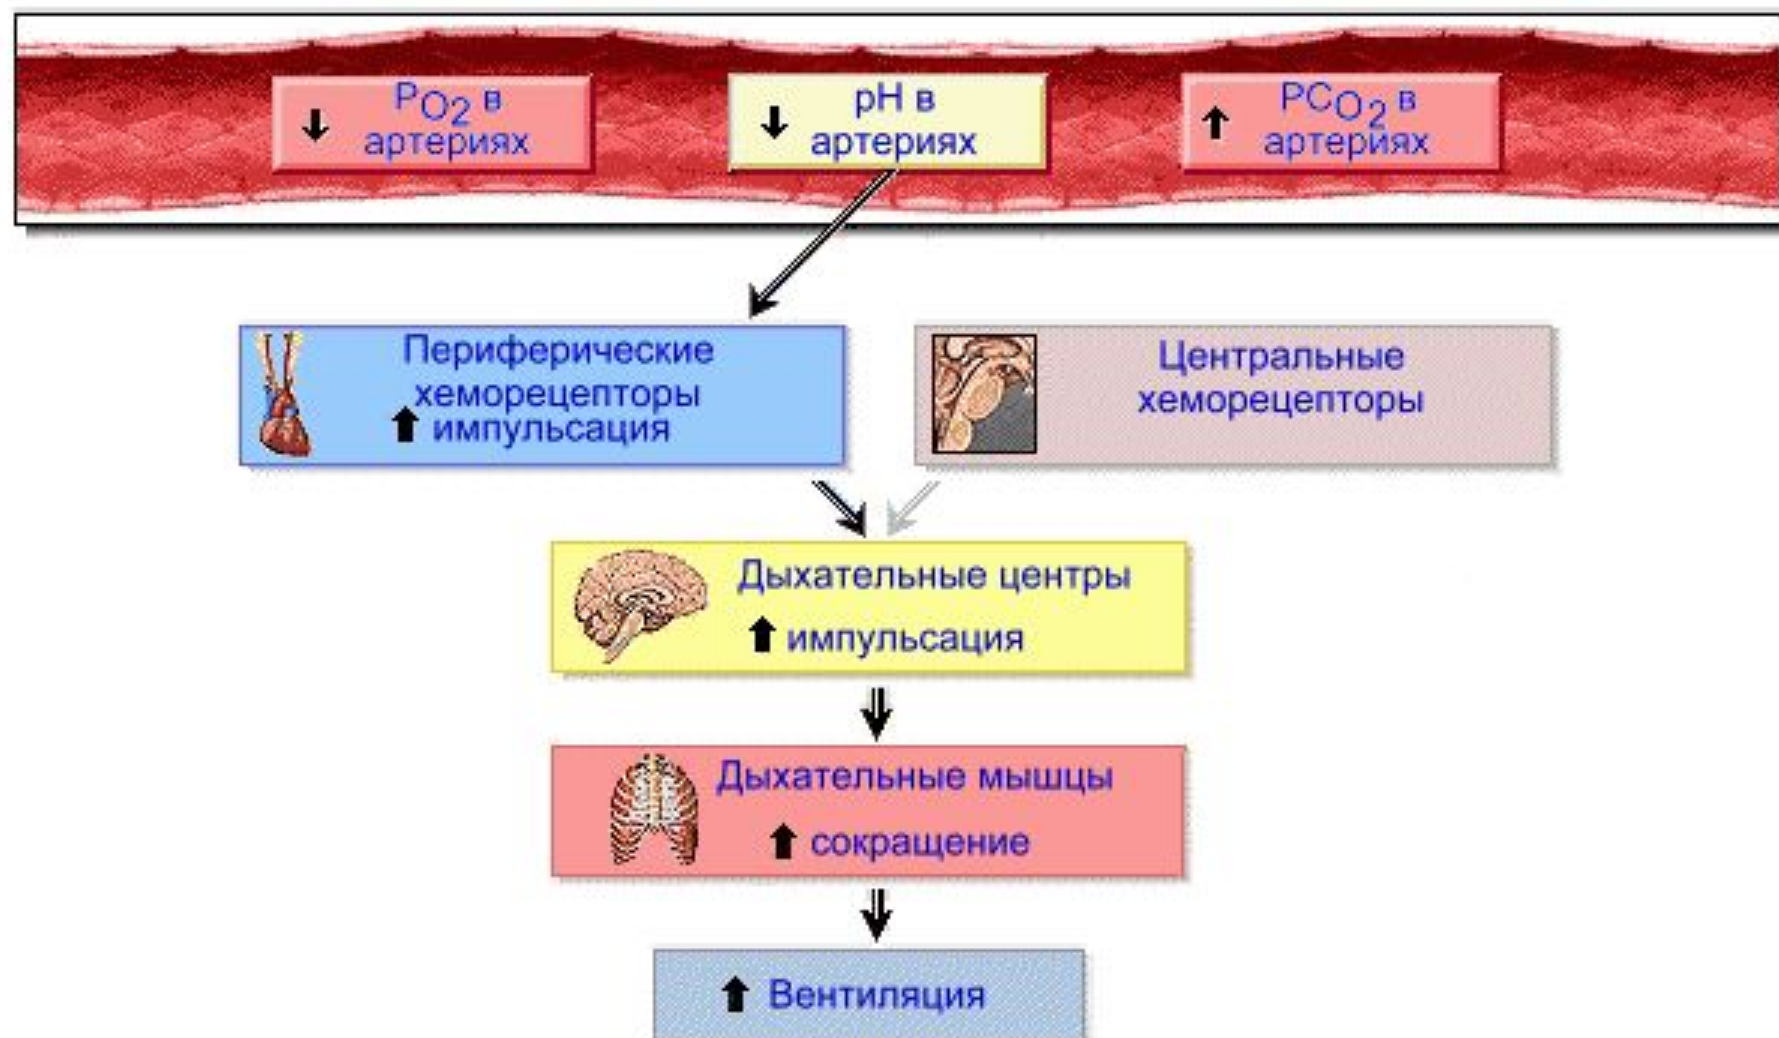 PO2 в
артериях
pH в
артериях
PCO2 в
артериях
Периферические
хеморецепторы
импульсация
Центральные
хеморецепторы
Дыхательные центры
импульсация
Дыхательные мышцы
сокращение
Вентиляция